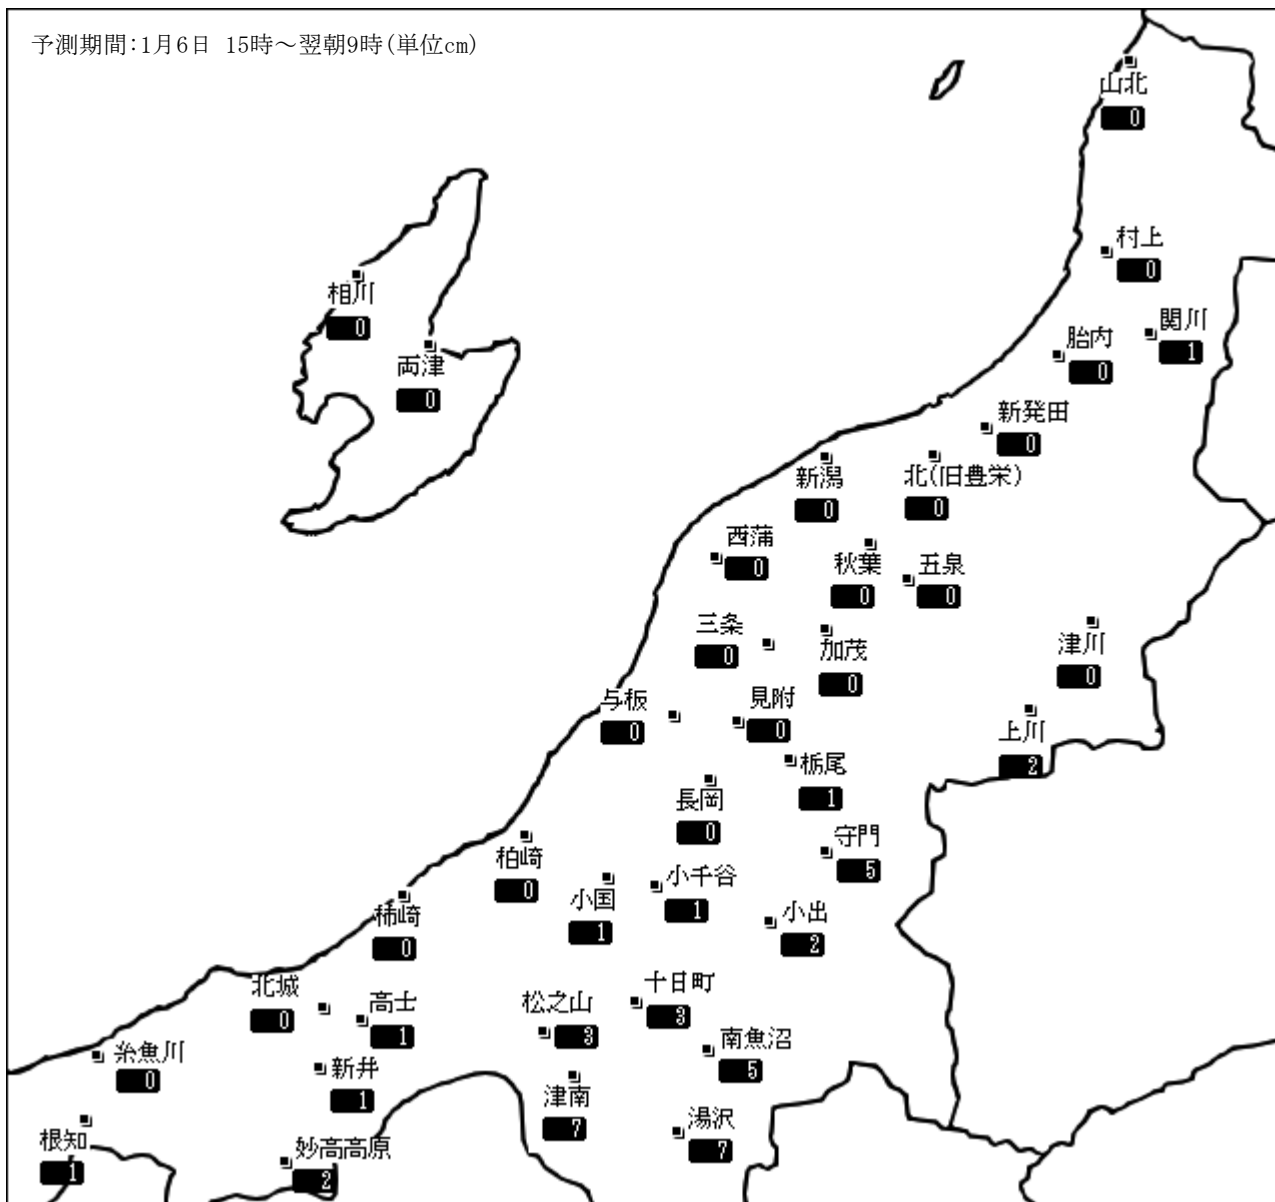 予測期間:1月6日 15時～翌朝9時(単位cm)
山北
0
村上
0
相川
0
関川
1
胎内
0
両津
0
新発田
0
新潟
0
北(旧豊栄)
0
西蒲
0
秋葉
0
五泉
0
三条
0
加茂
0
津川
0
与板
0
見附
0
上川
2
栃尾
1
長岡
0
守門
5
柏崎
0
小千谷
1
小国
1
小出
2
柿崎
0
北城
0
高士
1
松之山
3
十日町
3
南魚沼
5
糸魚川
0
新井
1
津南
7
湯沢
7
根知
1
妙高高原
2